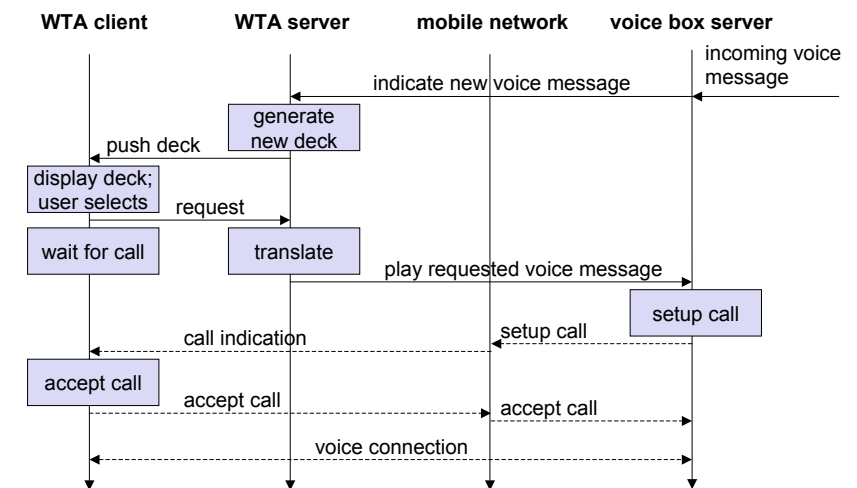 WTA client WTA server mobile network voice box server
incoming voice
message
indicate new voice message
generate
new deck
push deck
display deck;
user selects
request
wait for call
translate
play requested voice message
setup call
setup call
call indication
accept call
accept call
accept call
voice connection